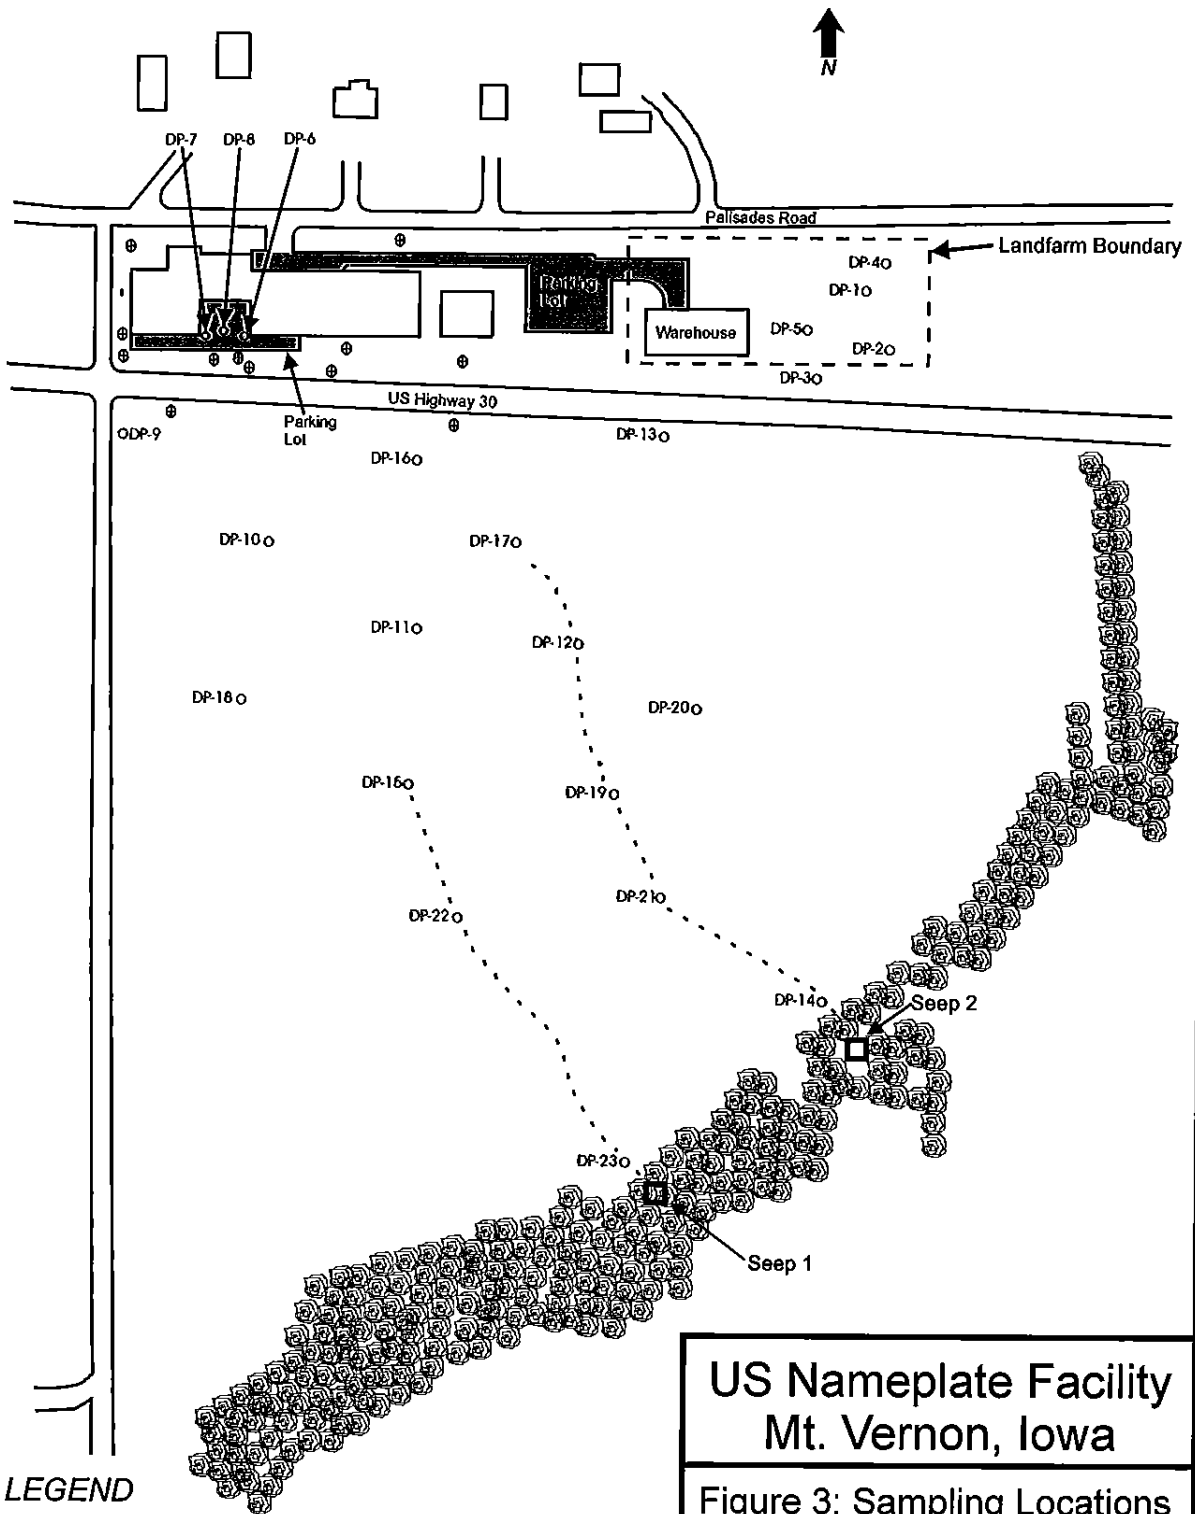 N
DP-7
DP-8
DP-6
Palisades Road
Landfarm Boundary
DP-4
DP-1
Parking
Lot
DP-5
Warehouse
DP-2
DP-3
US Highway 30
Parking
Lot
DP-9
DP-13
DP-16
DP-10
DP-17
DP-11
DP-12
DP-18
DP-20
DP-15
DP-19
DP-21
DP-22
DP-14
Seep 2
DP-23
Seep 1
US Nameplate Facility
Mt. Vernon, Iowa
LEGEND
Figure 3: Sampling Locations